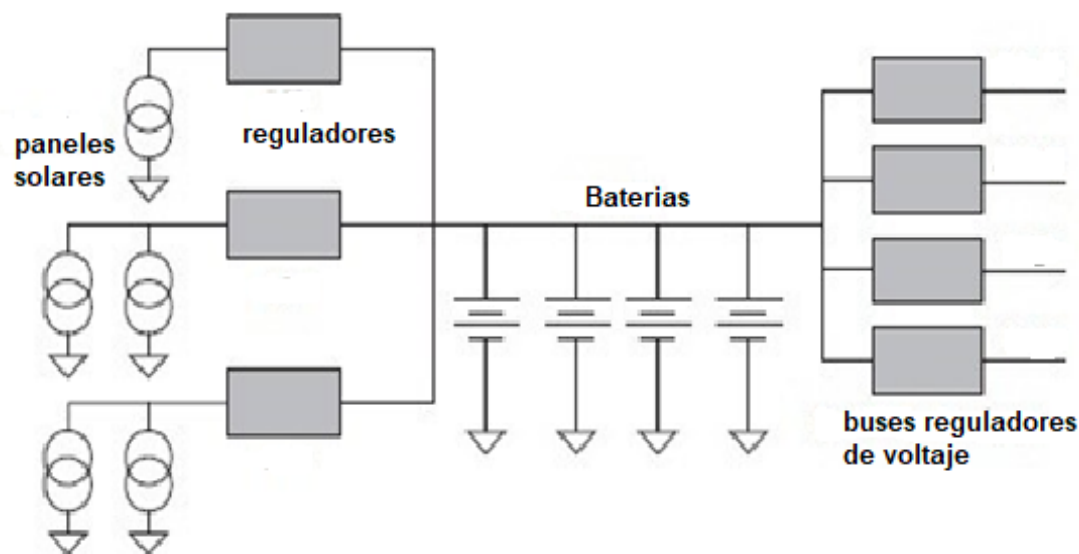 paneles
solares
reguladores
Baterias
buses reguladores
de voltaje